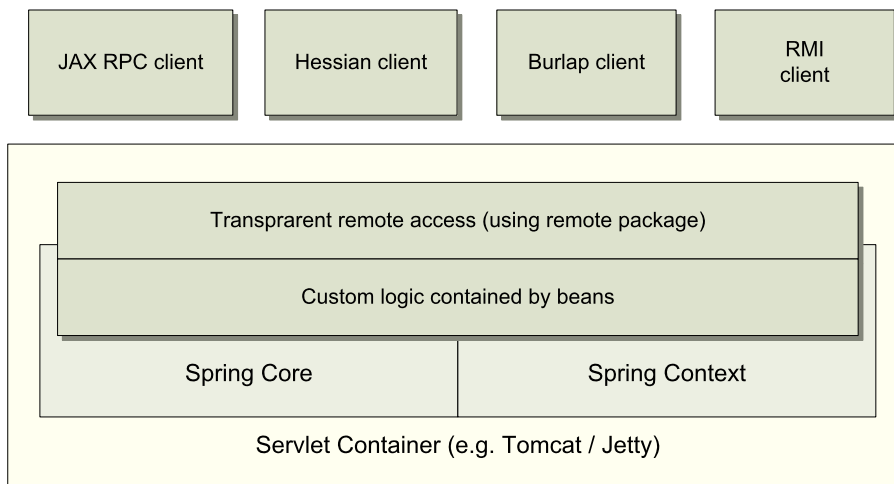 JAX RPC client
Hessian client
Burlap client
RMI
client
Transprarent remote access (using remote package)
Custom logic contained by beans
Spring Core
Spring Context
Servlet Container (e.g. Tomcat / Jetty)